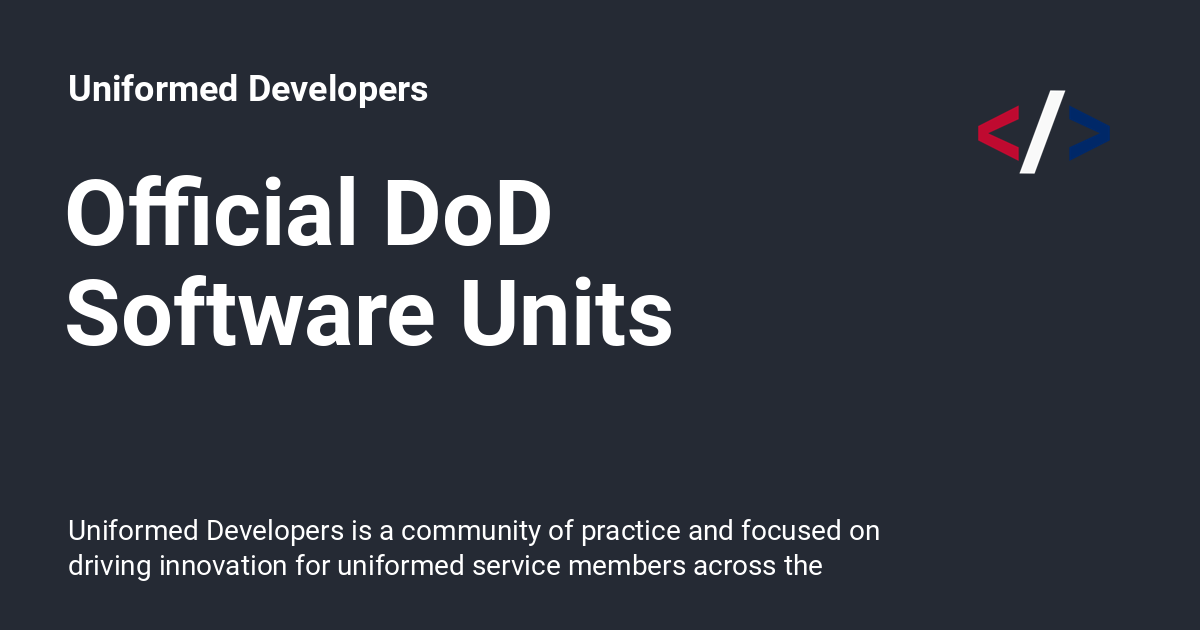 Uniformed Developers
</>
Official DoD
Software Units
Uniformed Developers is a community of practice and focused on
driving innovation for uniformed service members across the